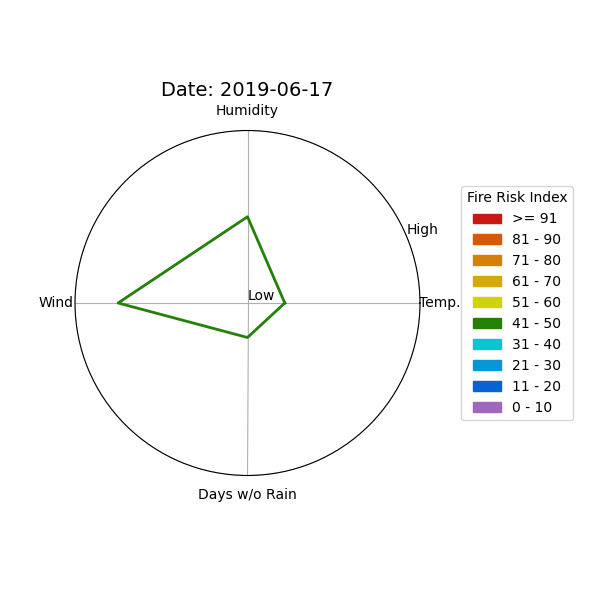 Date: 2019-06-17
Humidity
High
Low
Wind
Temp.
Days w/o Rain
Fire Risk Index
>= 91
81 - 90
71 - 80
61 - 70
51 - 60
41 - 50
31 - 40
21 - 30
11 - 20
0 - 10